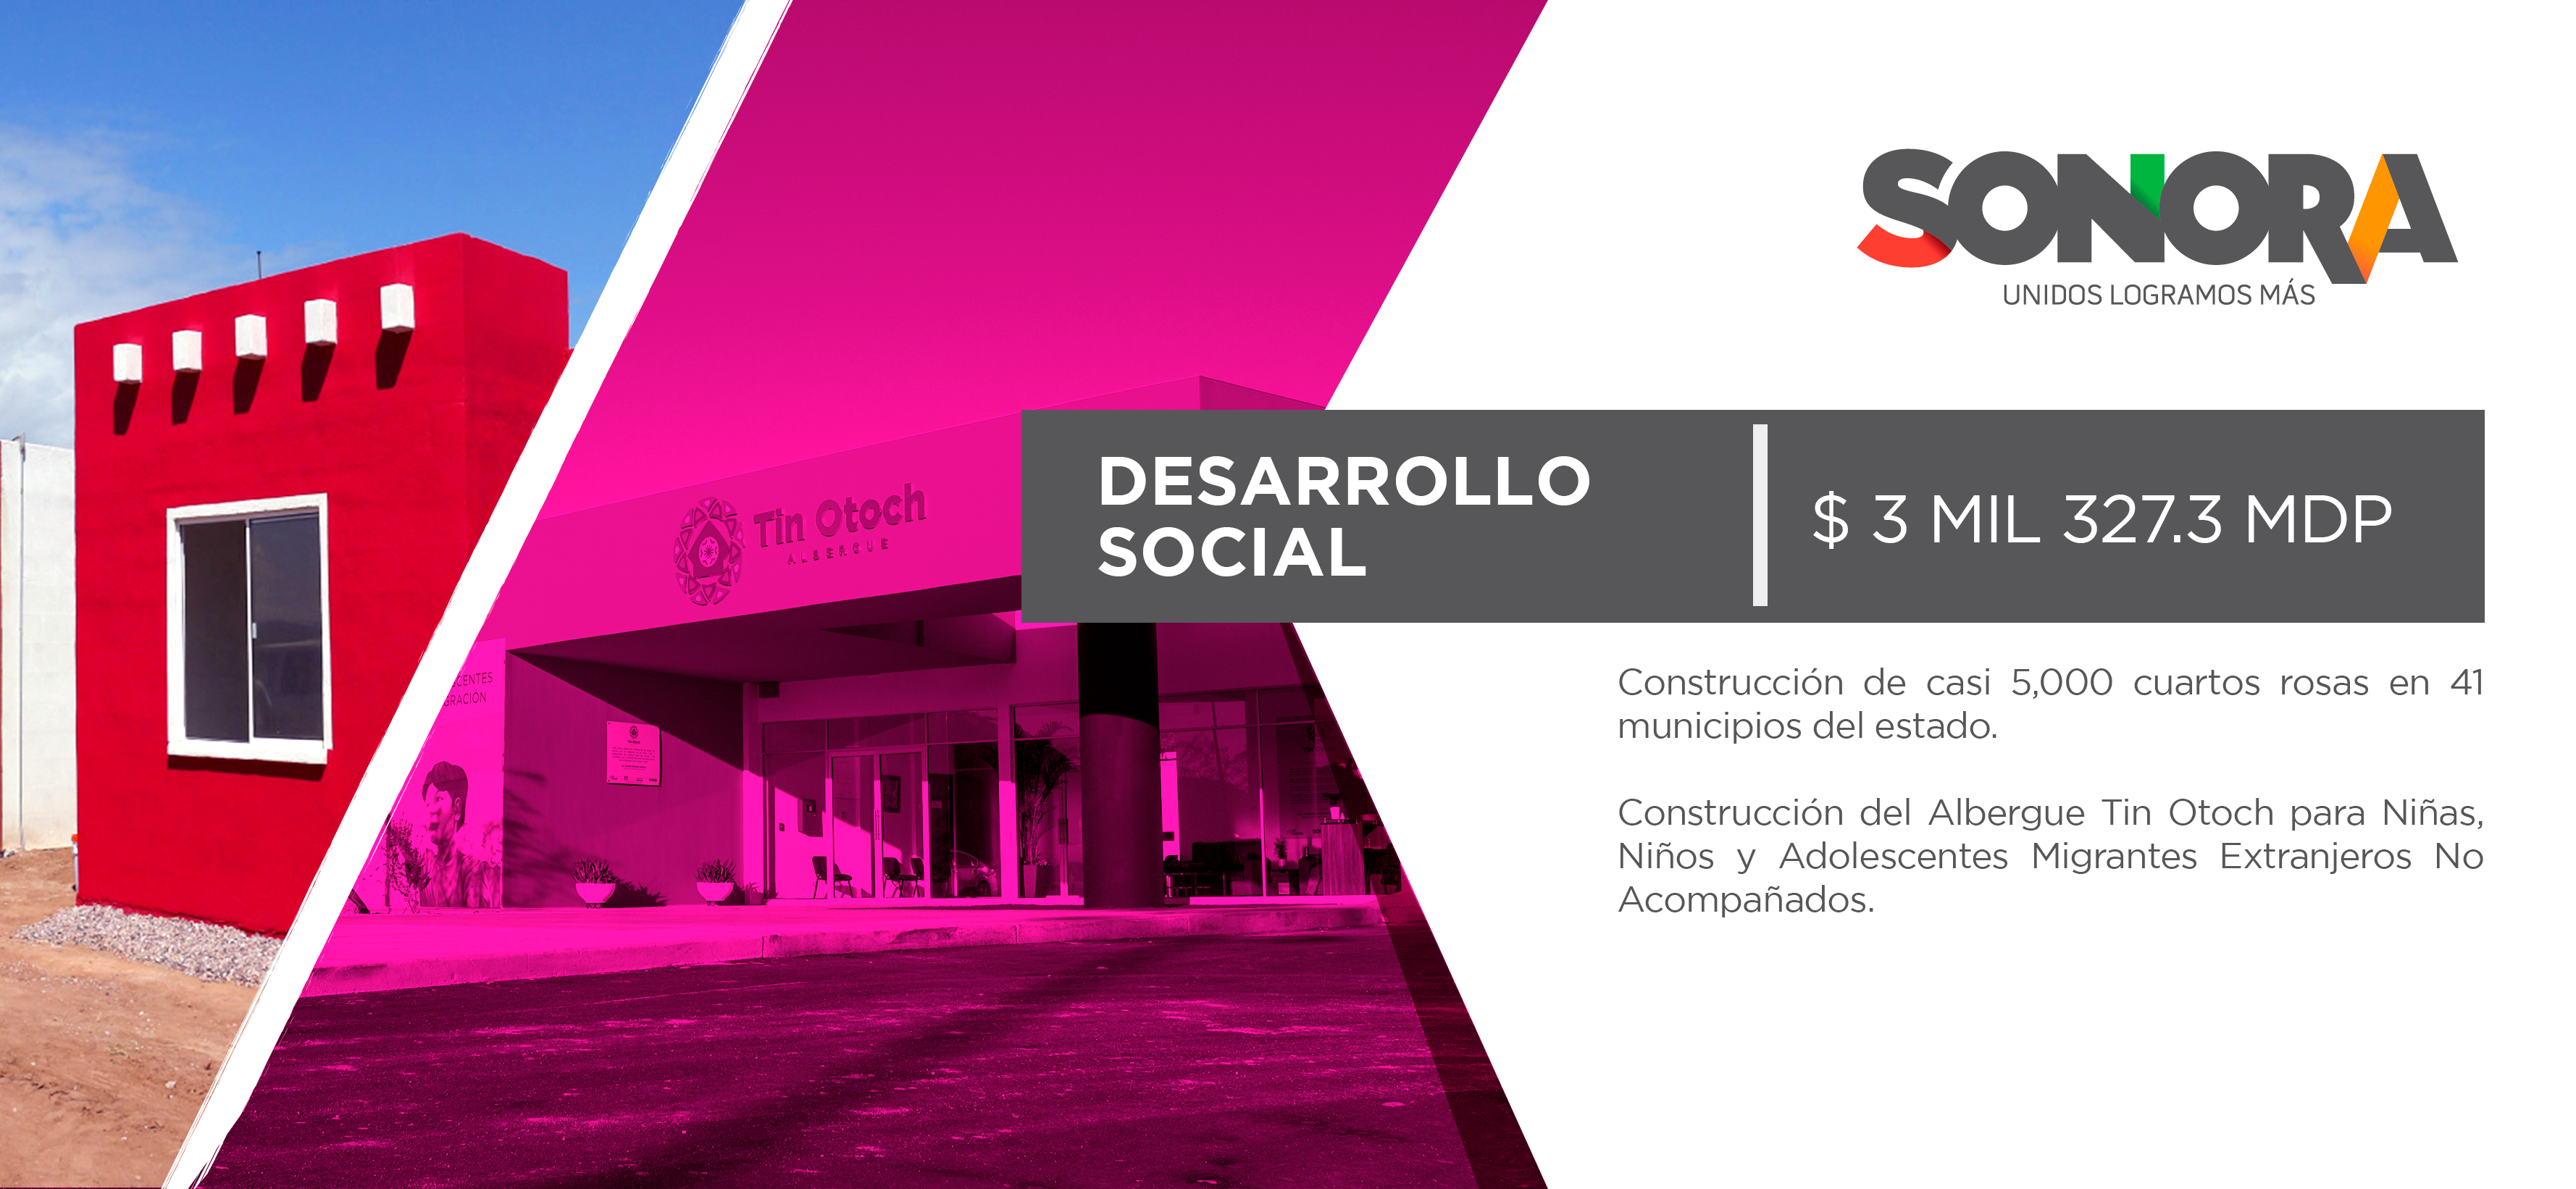 SONORA
UNIDOS LOGRAMOS MÁS
DESARROLLO
SOCIAL
$ 3 MIL 327.3 MDP
Tin Otoch
ALBERGUE
Construcción de casi 5,000 cuartos rosas en 41
municipios del estado.
Construcción del Albergue Tin Otoch para Niñas,
Niños y Adolescentes Migrantes Extranjeros No
Acompañados.